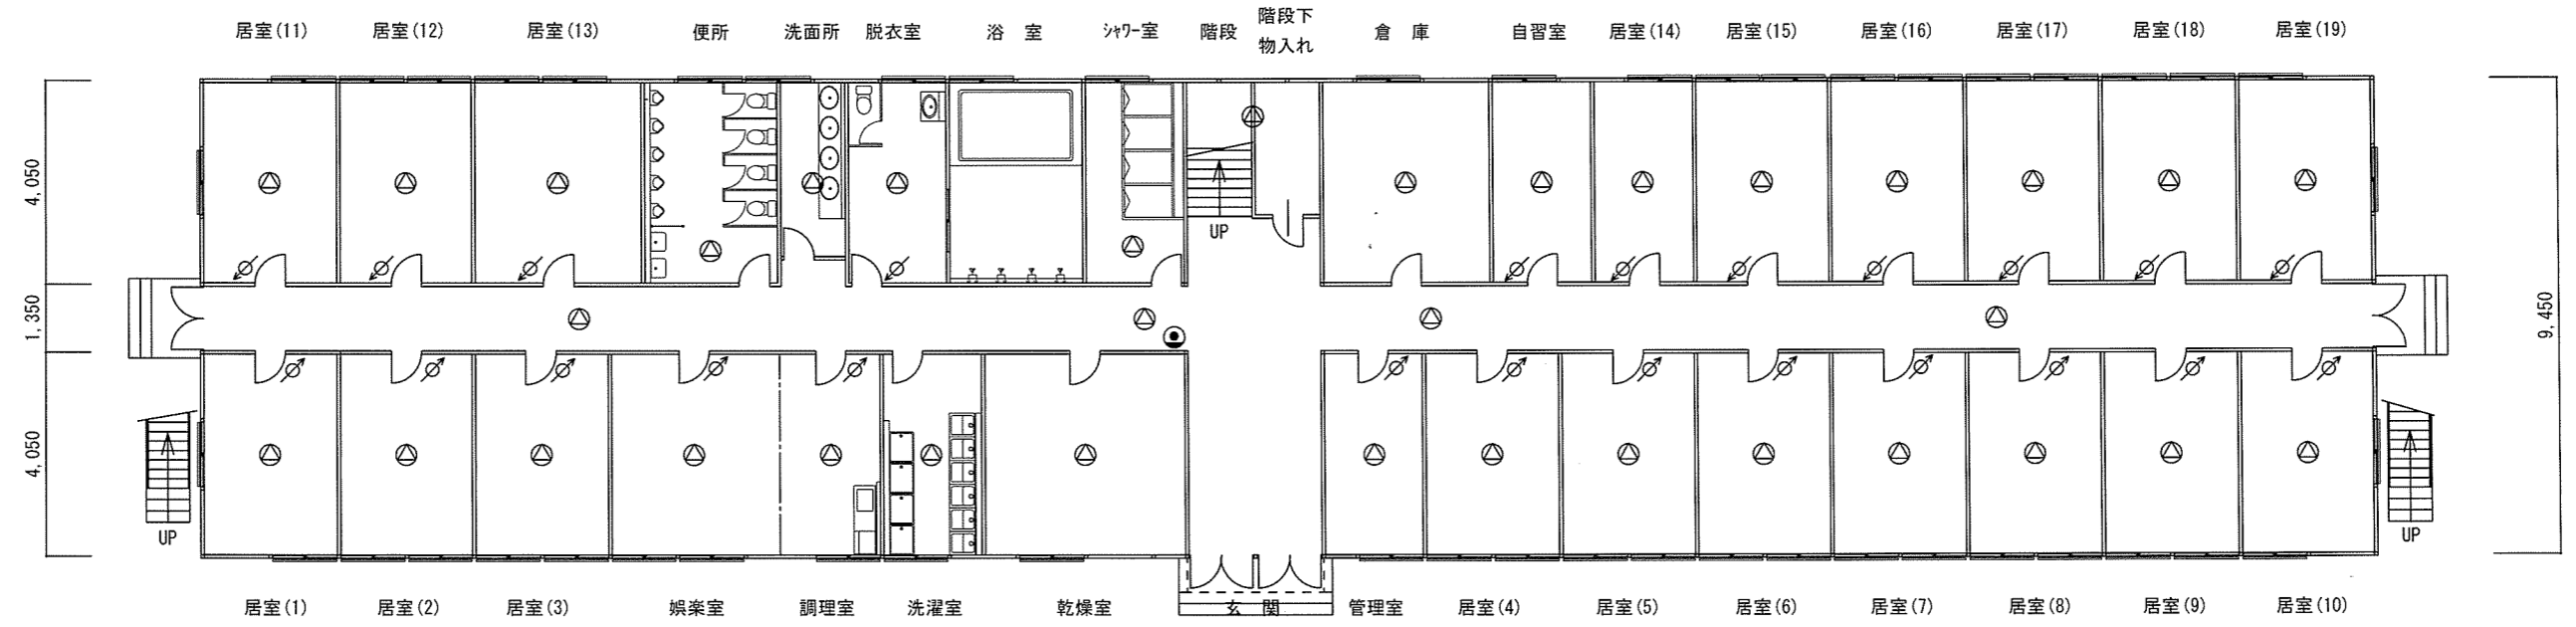 居室(11) 居室(12) 居室(13) 便所 洗面所 脱衣室 浴　室 ｼｬﾜｰ室 階段 階段下
物入れ 倉　庫 自習室 居室(14) 居室(15) 居室(16) 居室(17) 居室(18) 居室(19)
4,050
1,350
4,050
9,450
UP
UP
UP
居室(1) 居室(2) 居室(3) 娯楽室 調理室 洗濯室 乾燥室 玄　関 管理室 居室(4) 居室(5) 居室(6) 居室(7) 居室(8) 居室(9) 居室(10)